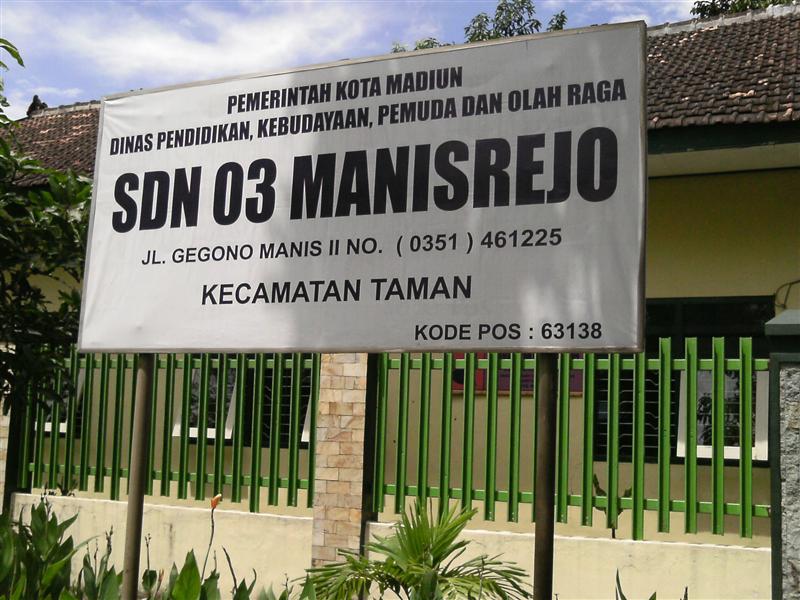 PEMERINTAH KOTA MADIUN
DINAS PENDIDIKAN, KEBUDAYAAN, PEMUDA DAN OLAH RAGA
SDN 03 MANISREJO
JL. GEGONO MANIS II NO. ( 0351 ) 461225
KECAMATAN TAMAN
KODE POS : 63138